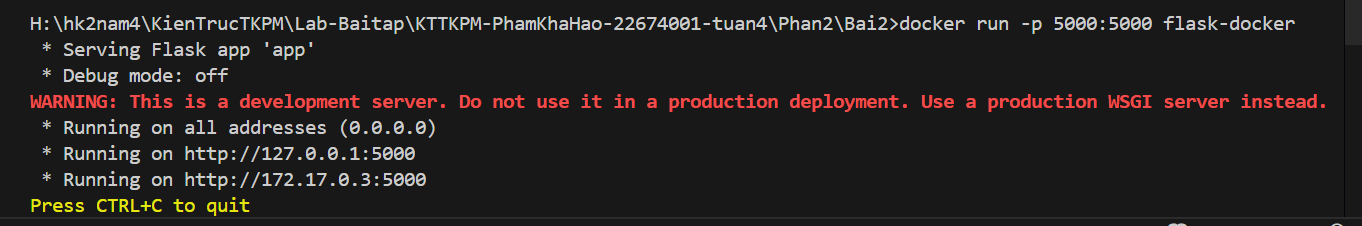 H:\hk2nam4\KienTrucTKPM\Lab-Baitap\KTTKPM-PhamKhaHao-22674001-tuan4\Phan2\Bai2>docker run -p 5000:5000 flask-docker
 * Serving Flask app 'app'
 * Debug mode: off
WARNING: This is a development server. Do not use it in a production deployment. Use a production WSGI server instead.
 * Running on all addresses (0.0.0.0)
 * Running on http://127.0.0.1:5000
 * Running on http://172.17.0.3:5000
Press CTRL+C to quit